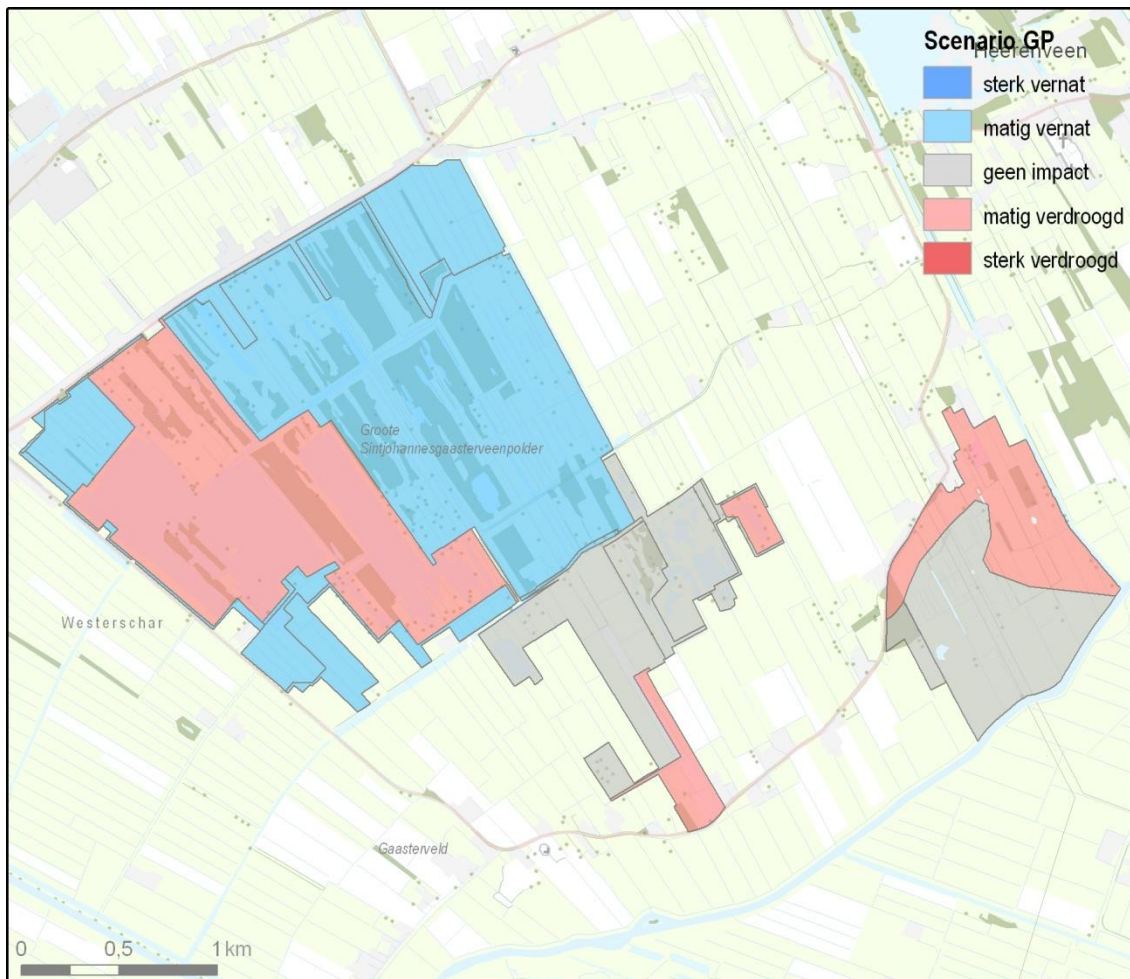 Scenario GP
Heerenveen
sterk vernat
matig vernat
geen impact
matig verdroogd
sterk verdroogd
Groote
Sintjohannesgaasterveenpolder
Westerschar
Gaasterveld
0 0,5 1 km